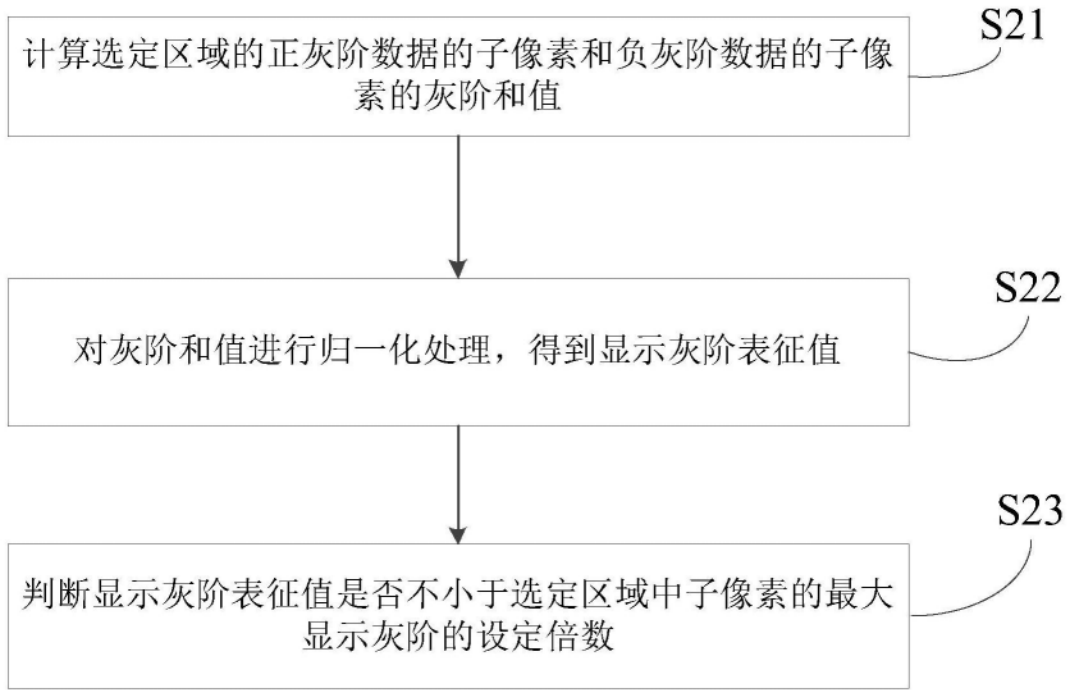 S21
计算选定区域的正灰阶数据的子像素和负灰阶数据的子像
素的灰阶和值
S22
对灰阶和值进行归一化处理，得到显示灰阶表征值
S23
判断显示灰阶表征值是否不小于选定区域中子像素的最大
显示灰阶的设定倍数